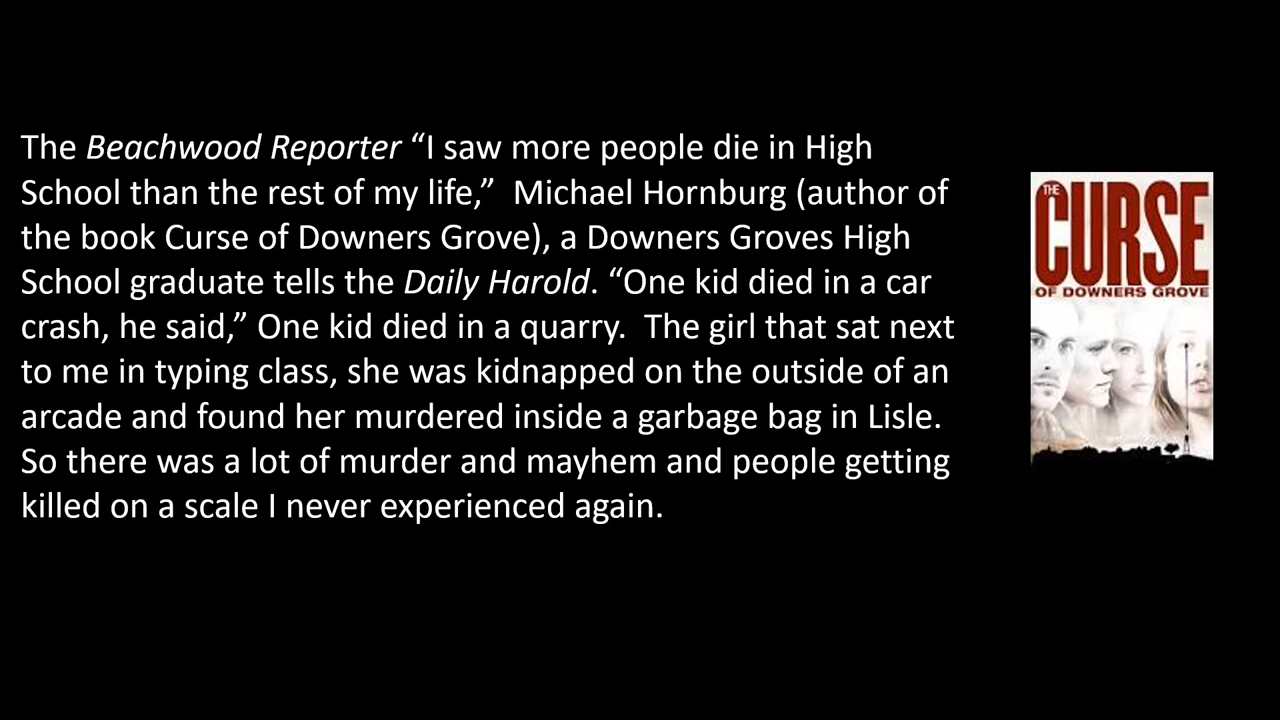 The Beachwood Reporter “I saw more people die in High
School than the rest of my life,”  Michael Hornburg (author of
the book Curse of Downers Grove), a Downers Groves High
School graduate tells the Daily Harold. “One kid died in a car
crash, he said,” One kid died in a quarry.  The girl that sat next
to me in typing class, she was kidnapped on the outside of an
arcade and found her murdered inside a garbage bag in Lisle.
So there was a lot of murder and mayhem and people getting
killed on a scale I never experienced again.
THE
CURSE
OF DOWNERS GROVE